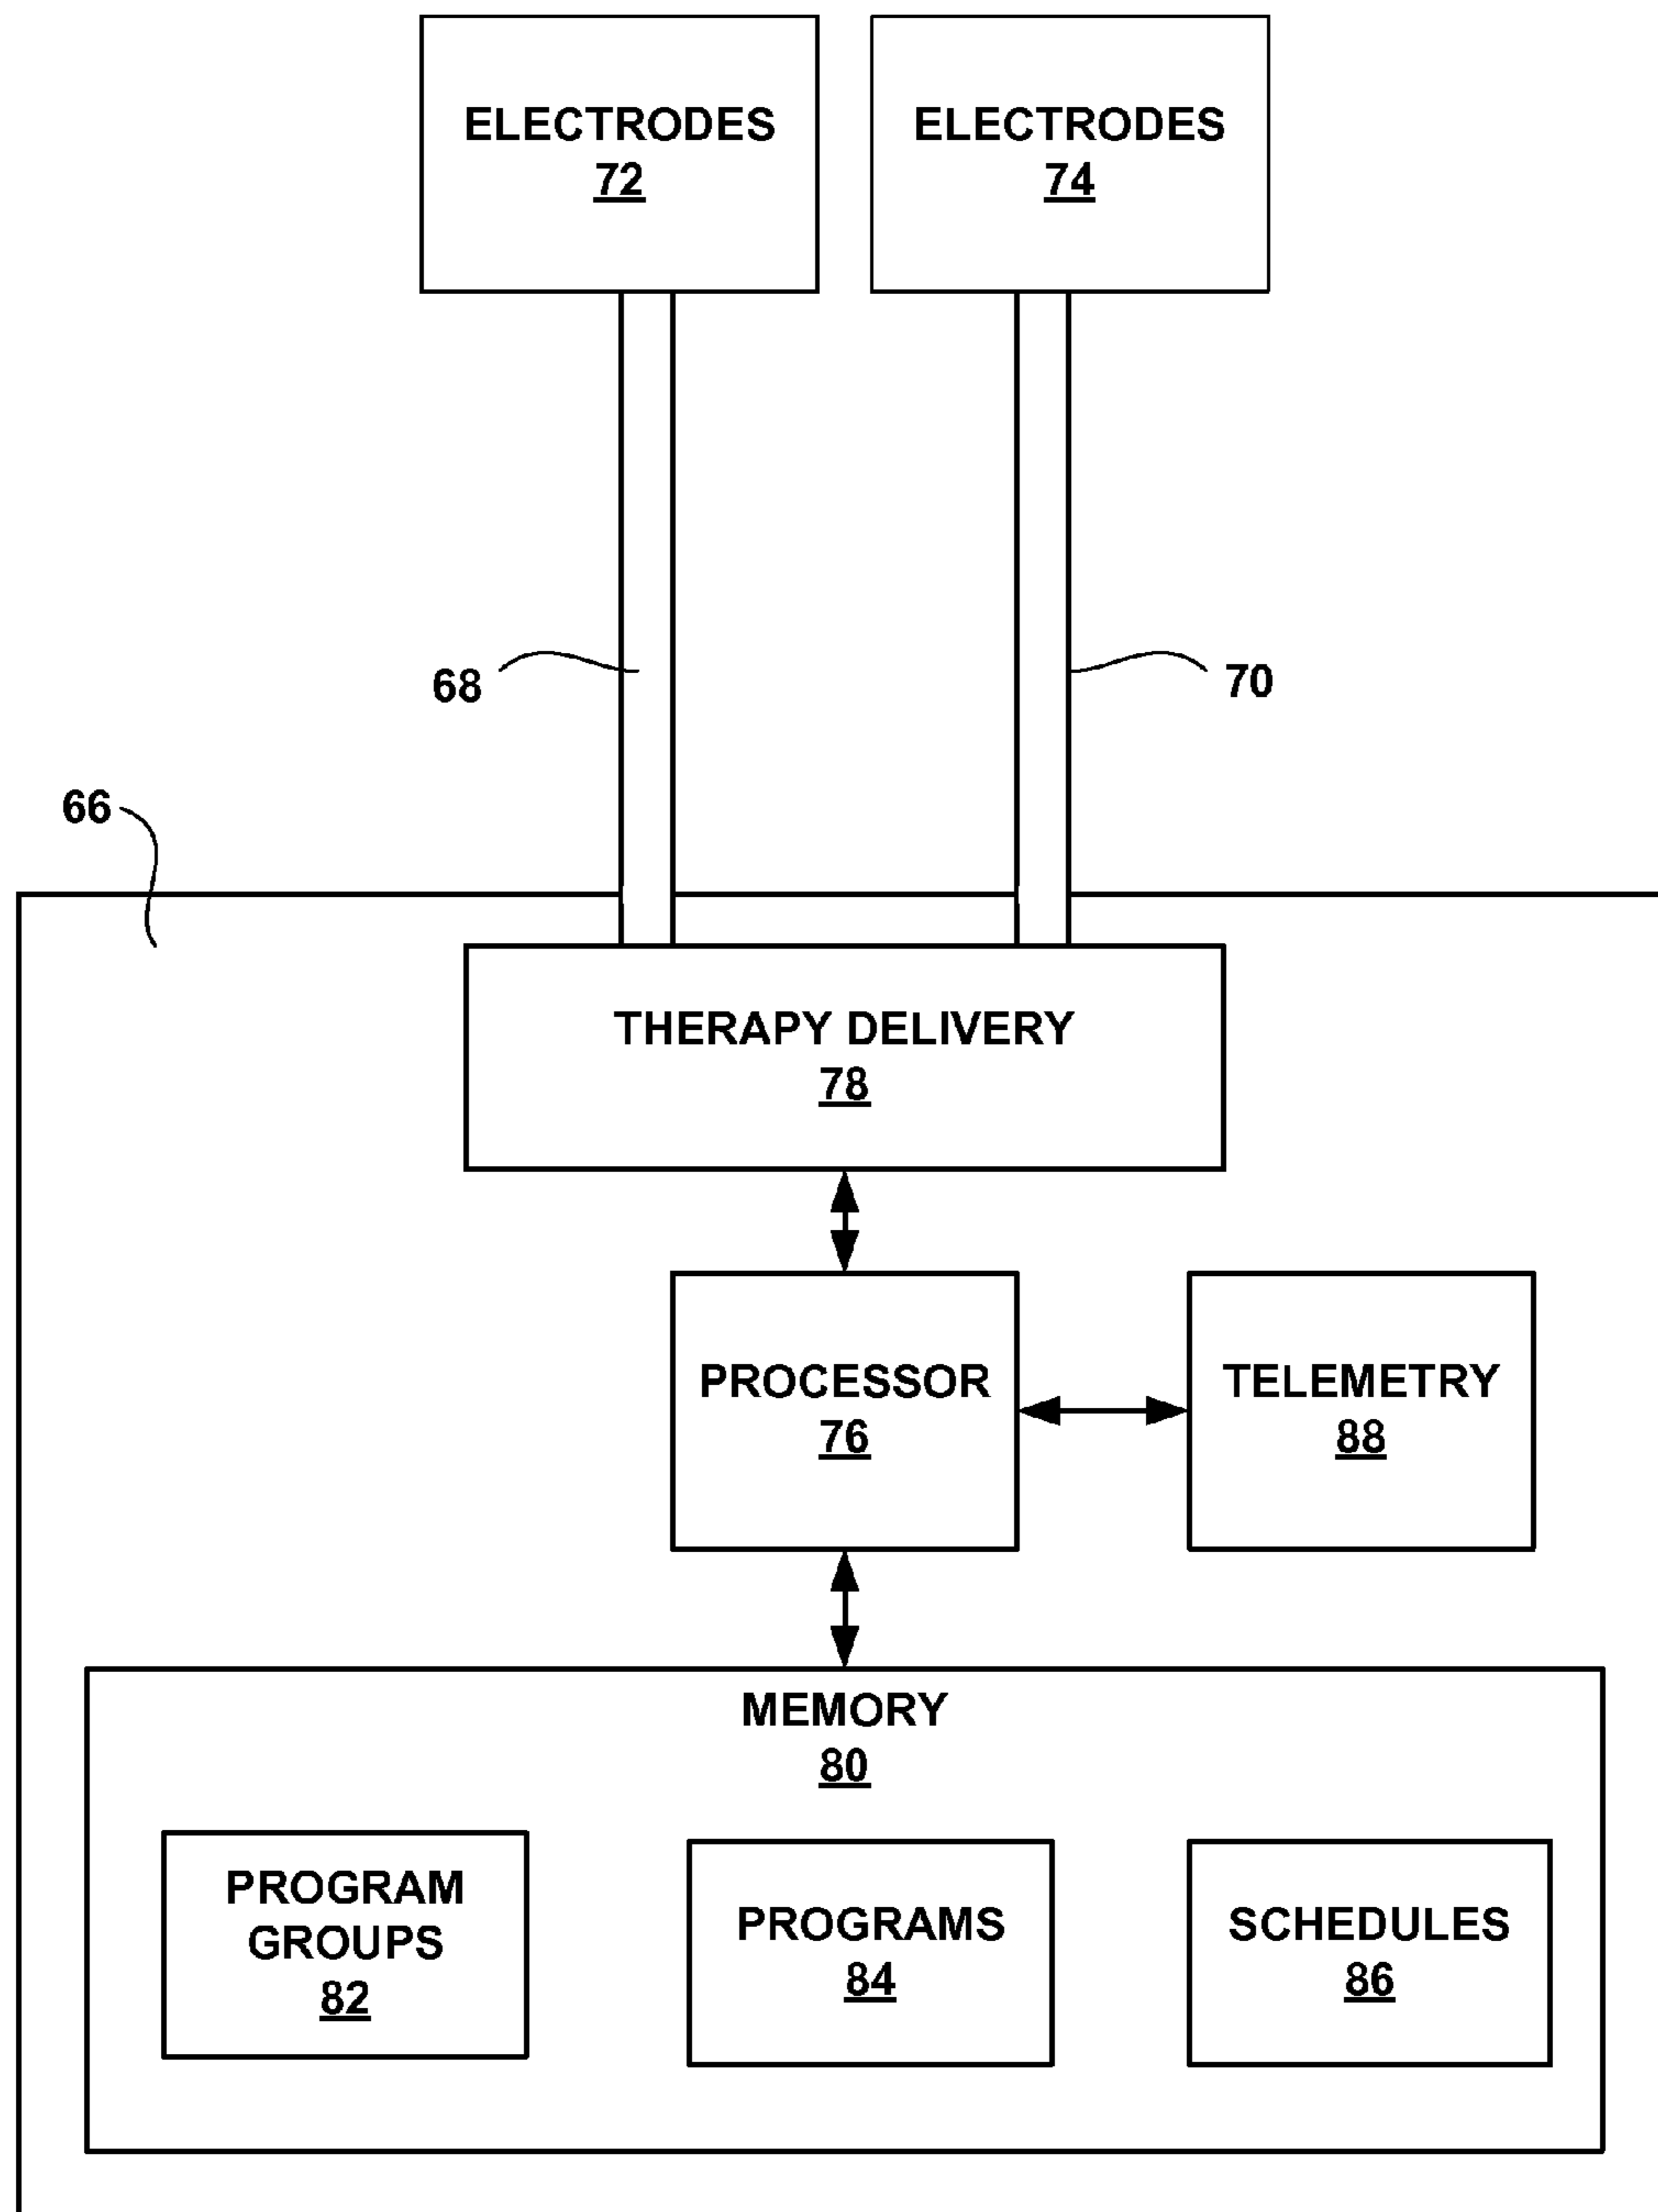 ELECTRODES
72
ELECTRODES
74
68
70
66
THERAPY DELIVERY
78
PROCESSOR
76
TELEMETRY
88
MEMORY
80
PROGRAM
GROUPS
82
PROGRAMS
84
SCHEDULES
86